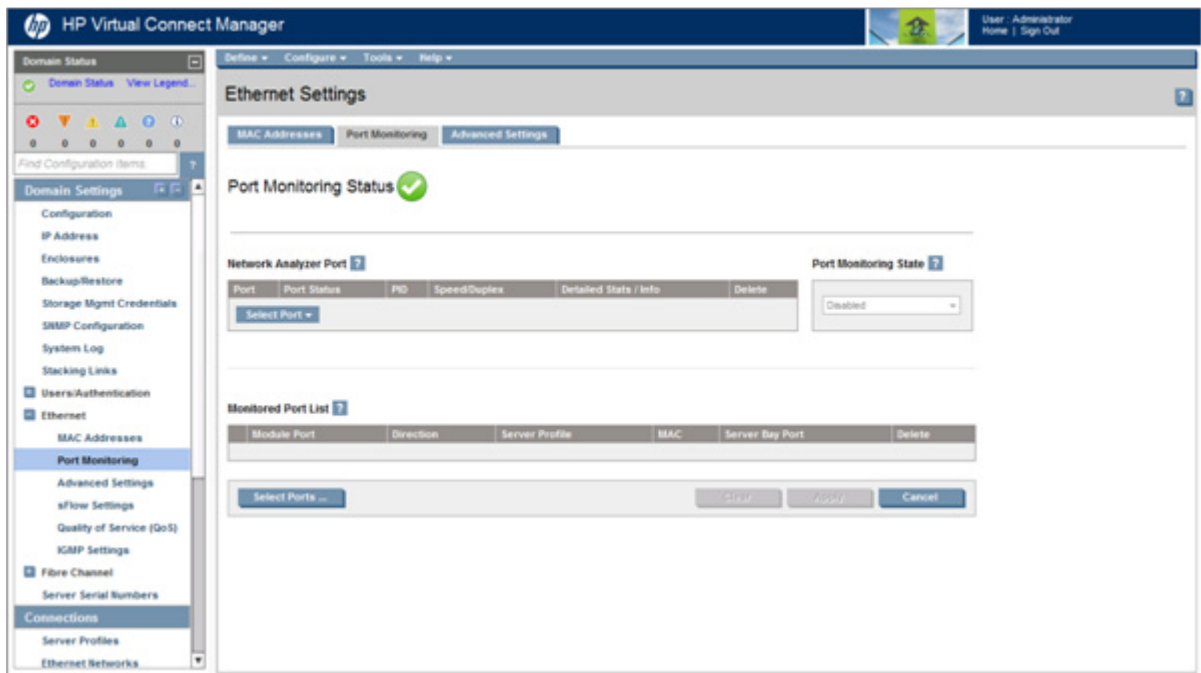 hp HP Virtual Connect Manager
User : Administrator
Home | Sign Out
Domain Status
Domain Status View Legend...
0 0 0 0 0 0
Find Configuration Items.
?
Domain Settings
Configuration
IP Address
Enclosures
Backup/Restore
Storage Mgmt Credentials
SNMP Configuration
System Log
Stacking Links
Users/Authentication
Ethernet
MAC Addresses
Port Monitoring
Advanced Settings
sFlow Settings
Quality of Service (QoS)
IGMP Settings
Fibre Channel
Server Serial Numbers
Connections
Server Profiles
Ethernet Networks
Define Configure Tools Help
Ethernet Settings
?
MAC Addresses Port Monitoring Advanced Settings
Port Monitoring Status
Network Analyzer Port ?
Port Port Status PID Speed/Duplex Detailed Stats / Info Delete
Select Port
Port Monitoring State ?
Disabled
Monitored Port List ?
Module Port Direction Server Profile MAC Server Bay Port Delete
Select Ports ... Clear Apply Cancel